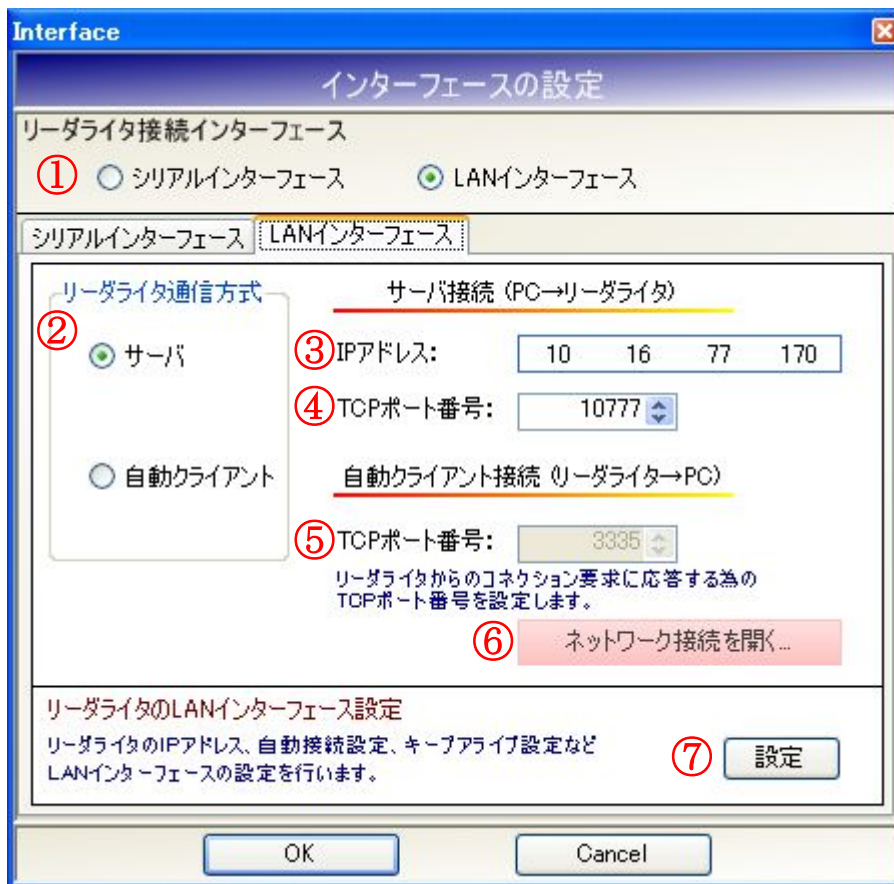 Interface
インターフェースの設定
リーダライタ接続インターフェース
① シリアルインターフェース LANインターフェース
シリアルインターフェース LANインターフェース
リーダライタ通信方式 サーバ接続 (PC→リーダライタ)
② サーバ ③ IPアドレス: 10 16 77 170
④ TCPポート番号: 10777
自動クライアント 自動クライアント接続 (リーダライタ→PC)
⑤ TCPポート番号: 3335
リーダライタからのコネクション要求に応答する為の
TCPポート番号を設定します。
⑥ ネットワーク接続を開く...
リーダライタのLANインターフェース設定
リーダライタのIPアドレス、自動接続設定、キープアライブ設定など
LANインターフェースの設定を行います。
⑦ 設定
OK Cancel